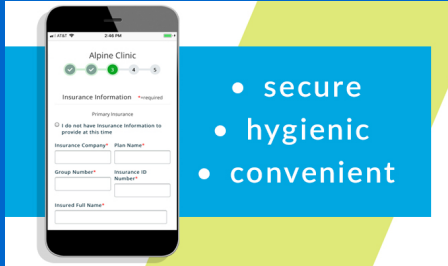 AT&T 2:46 PM
Alpine Clinic
3 4 5
Insurance Information *=required
Primary Insurance
I do not have Insurance Information to
provide at this time
Insurance Company* Plan Name*
Group Number* Insurance ID
Number*
Insured Full Name*
• secure
• hygienic
• convenient